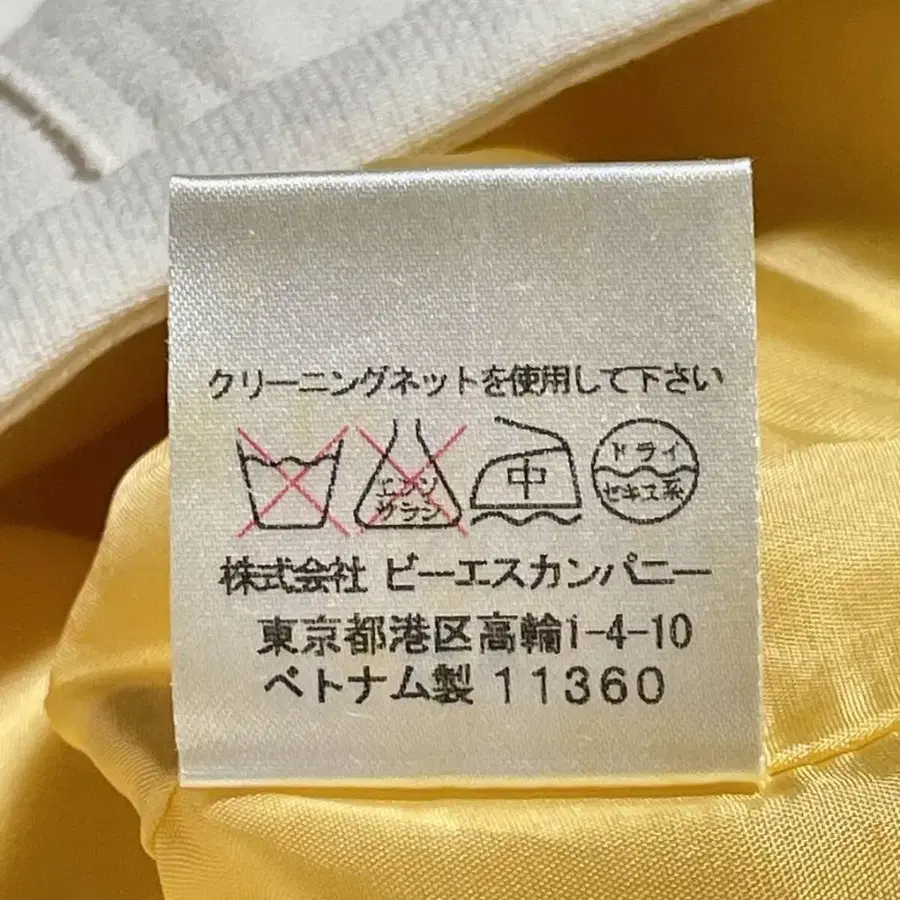 クリーニングネットを使用して下さい
エンソ サラシ 中 ドライ セキユ系
株式会社 ビーエスカンパニー
東京都港区高輪1-4-10
ベトナム製 11360